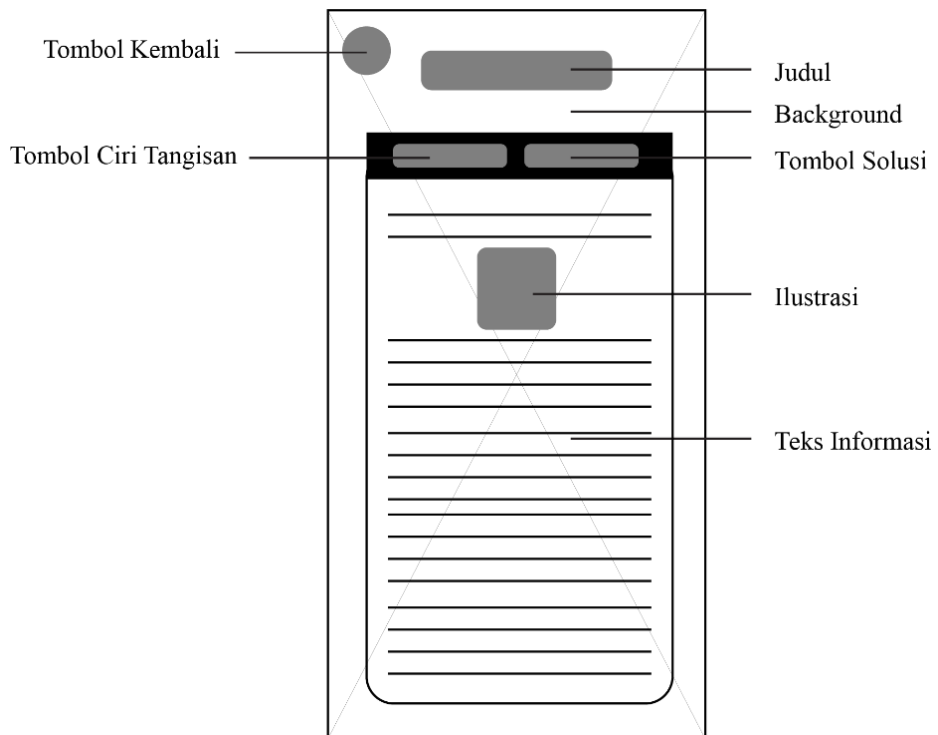 Tombol Kembali
Judul
Background
Tombol Ciri Tangisan
Tombol Solusi
Ilustrasi
Teks Informasi